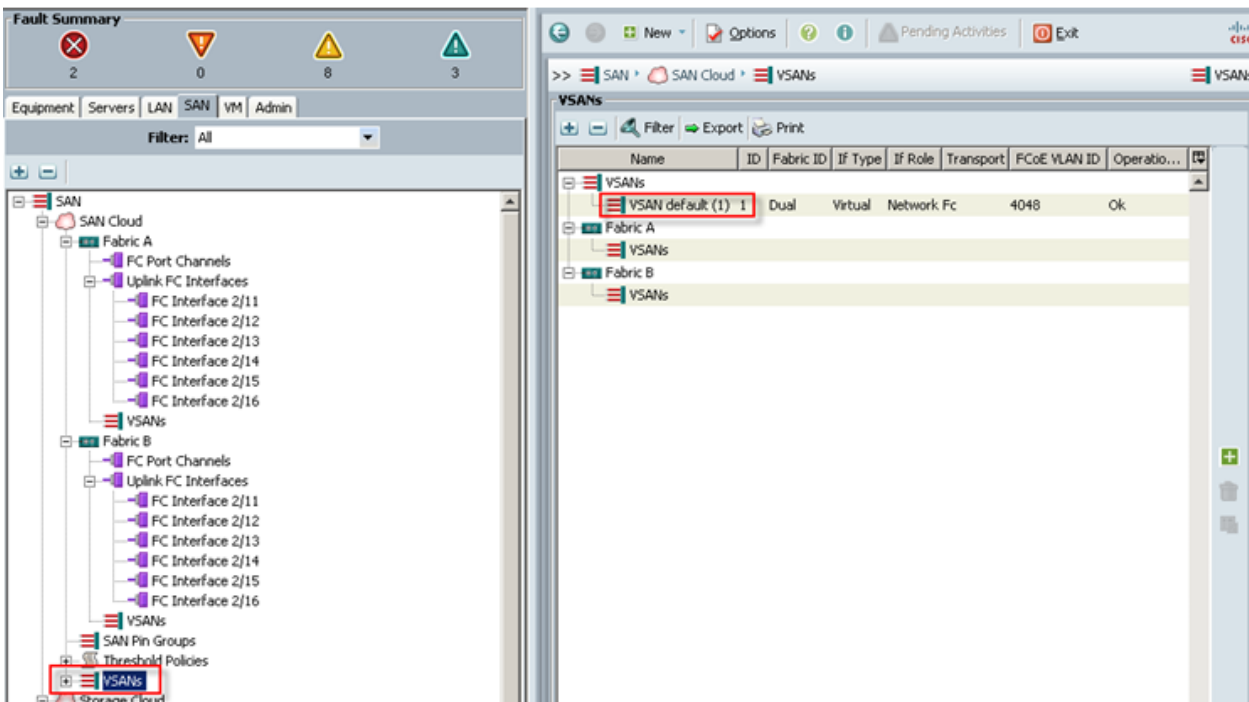 Fault Summary
2 0 8 3
Equipment Servers LAN SAN VM Admin
Filter: All
SAN
SAN Cloud
Fabric A
FC Port Channels
Uplink FC Interfaces
FC Interface 2/11
FC Interface 2/12
FC Interface 2/13
FC Interface 2/14
FC Interface 2/15
FC Interface 2/16
VSANs
Fabric B
FC Port Channels
Uplink FC Interfaces
FC Interface 2/11
FC Interface 2/12
FC Interface 2/13
FC Interface 2/14
FC Interface 2/15
FC Interface 2/16
VSANs
SAN Pin Groups
Threshold Policies
VSANs
Storage Cloud
New Options Pending Activities Exit
>> SAN SAN Cloud VSANs VSANs
VSANs
Filter Export Print
Name ID Fabric ID If Type If Role Transport FCoE VLAN ID Operatio...
VSANs
VSAN default (1) 1 Dual Virtual Network Fc 4048 Ok
Fabric A
VSANs
Fabric B
VSANs